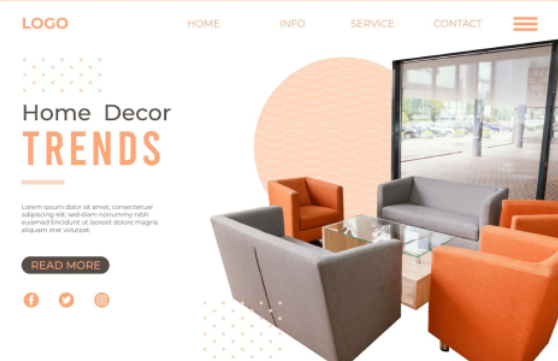 LOGO
HOME INFO SERVICE CONTACT
Home Decor
TRENDS
Lorem ipsum dolor sit amet, consectetuer
adipiscing elit, sed diam nonummy nibh
euismod tincidunt ut laoreet dolore magna
aliquam erat volutpat.
READ MORE